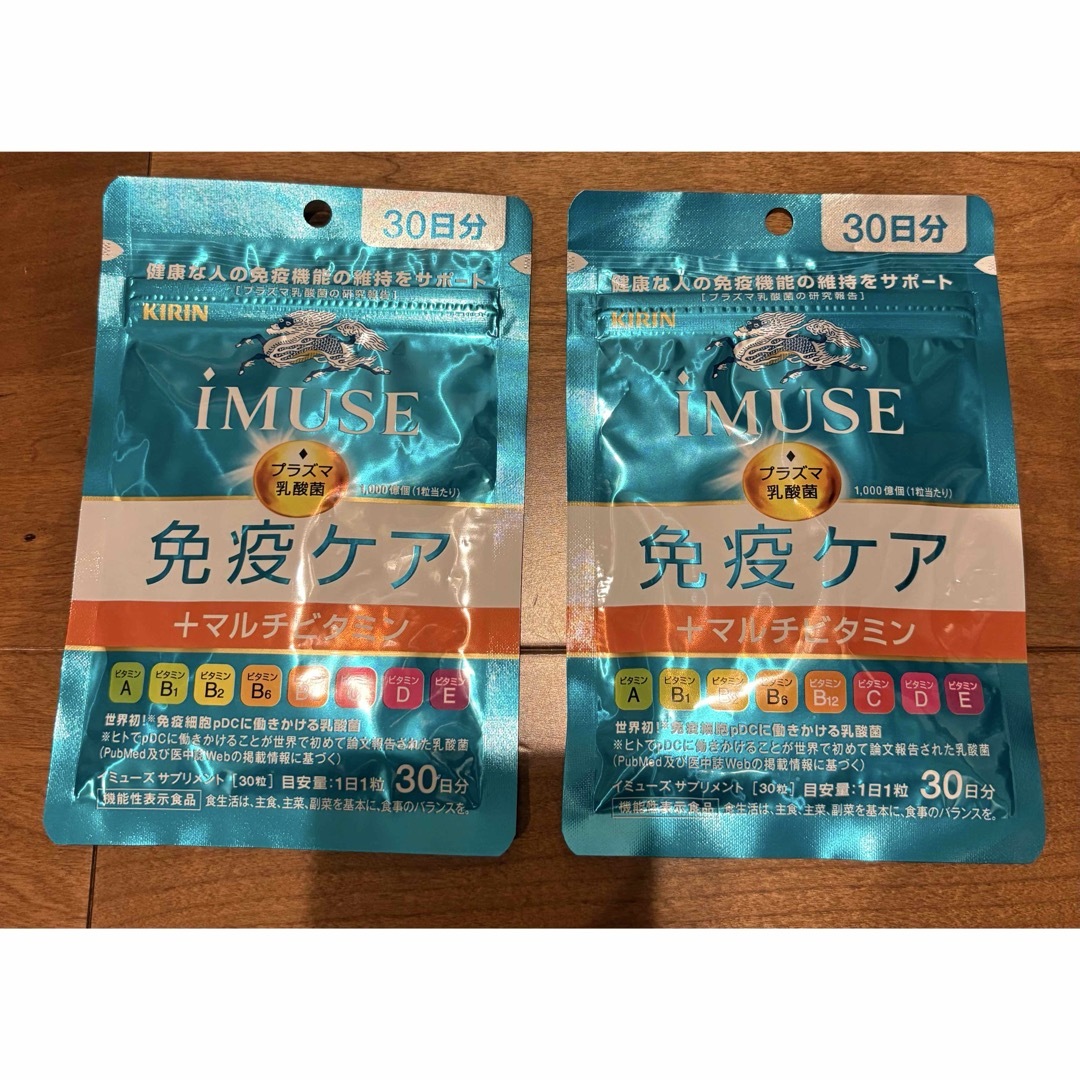 30日分
健康な人の免疫機能の維持をサポート
[プラズマ乳酸菌の研究報告]
KIRIN
iMUSE
プラズマ
乳酸菌
1,000億個(1粒当たり)
免疫ケア
+マルチビタミン
ビタミン A ビタミン B1 ビタミン B2 ビタミン B6 D ビタミン E
世界初!※免疫細胞pDCに働きかける乳酸菌
※ヒトでpDCに働きかけることが世界で初めて論文報告された乳酸菌
(PubMed及び医中誌Webの掲載情報に基づく)
イミューズ サプリメント [30粒] 目安量:1日1粒 30日分
機能性表示食品 食生活は、主食、主菜、副菜を基本に、食事のバランスを。
30日分
健康な人の免疫機能の維持をサポート
[プラズマ乳酸菌の研究報告]
KIRIN
iMUSE
プラズマ
乳酸菌
1,000億個(1粒当たり)
免疫ケア
+マルチビタミン
ビタミン A ビタミン B1 ビタミン B6 ビタミン B12 ビタミン C ビタミン D ビタミン E
世界初!※免疫細胞pDCに働きかける乳酸菌
※ヒトでpDCに働きかけることが世界で初めて論文報告された乳酸菌
(PubMed及び医中誌Webの掲載情報に基づく)
イミューズ サプリメント [30粒] 目安量:1日1粒 30日分
機能性表示食品 食生活は、主食、主菜、副菜を基本に、食事のバランスを。